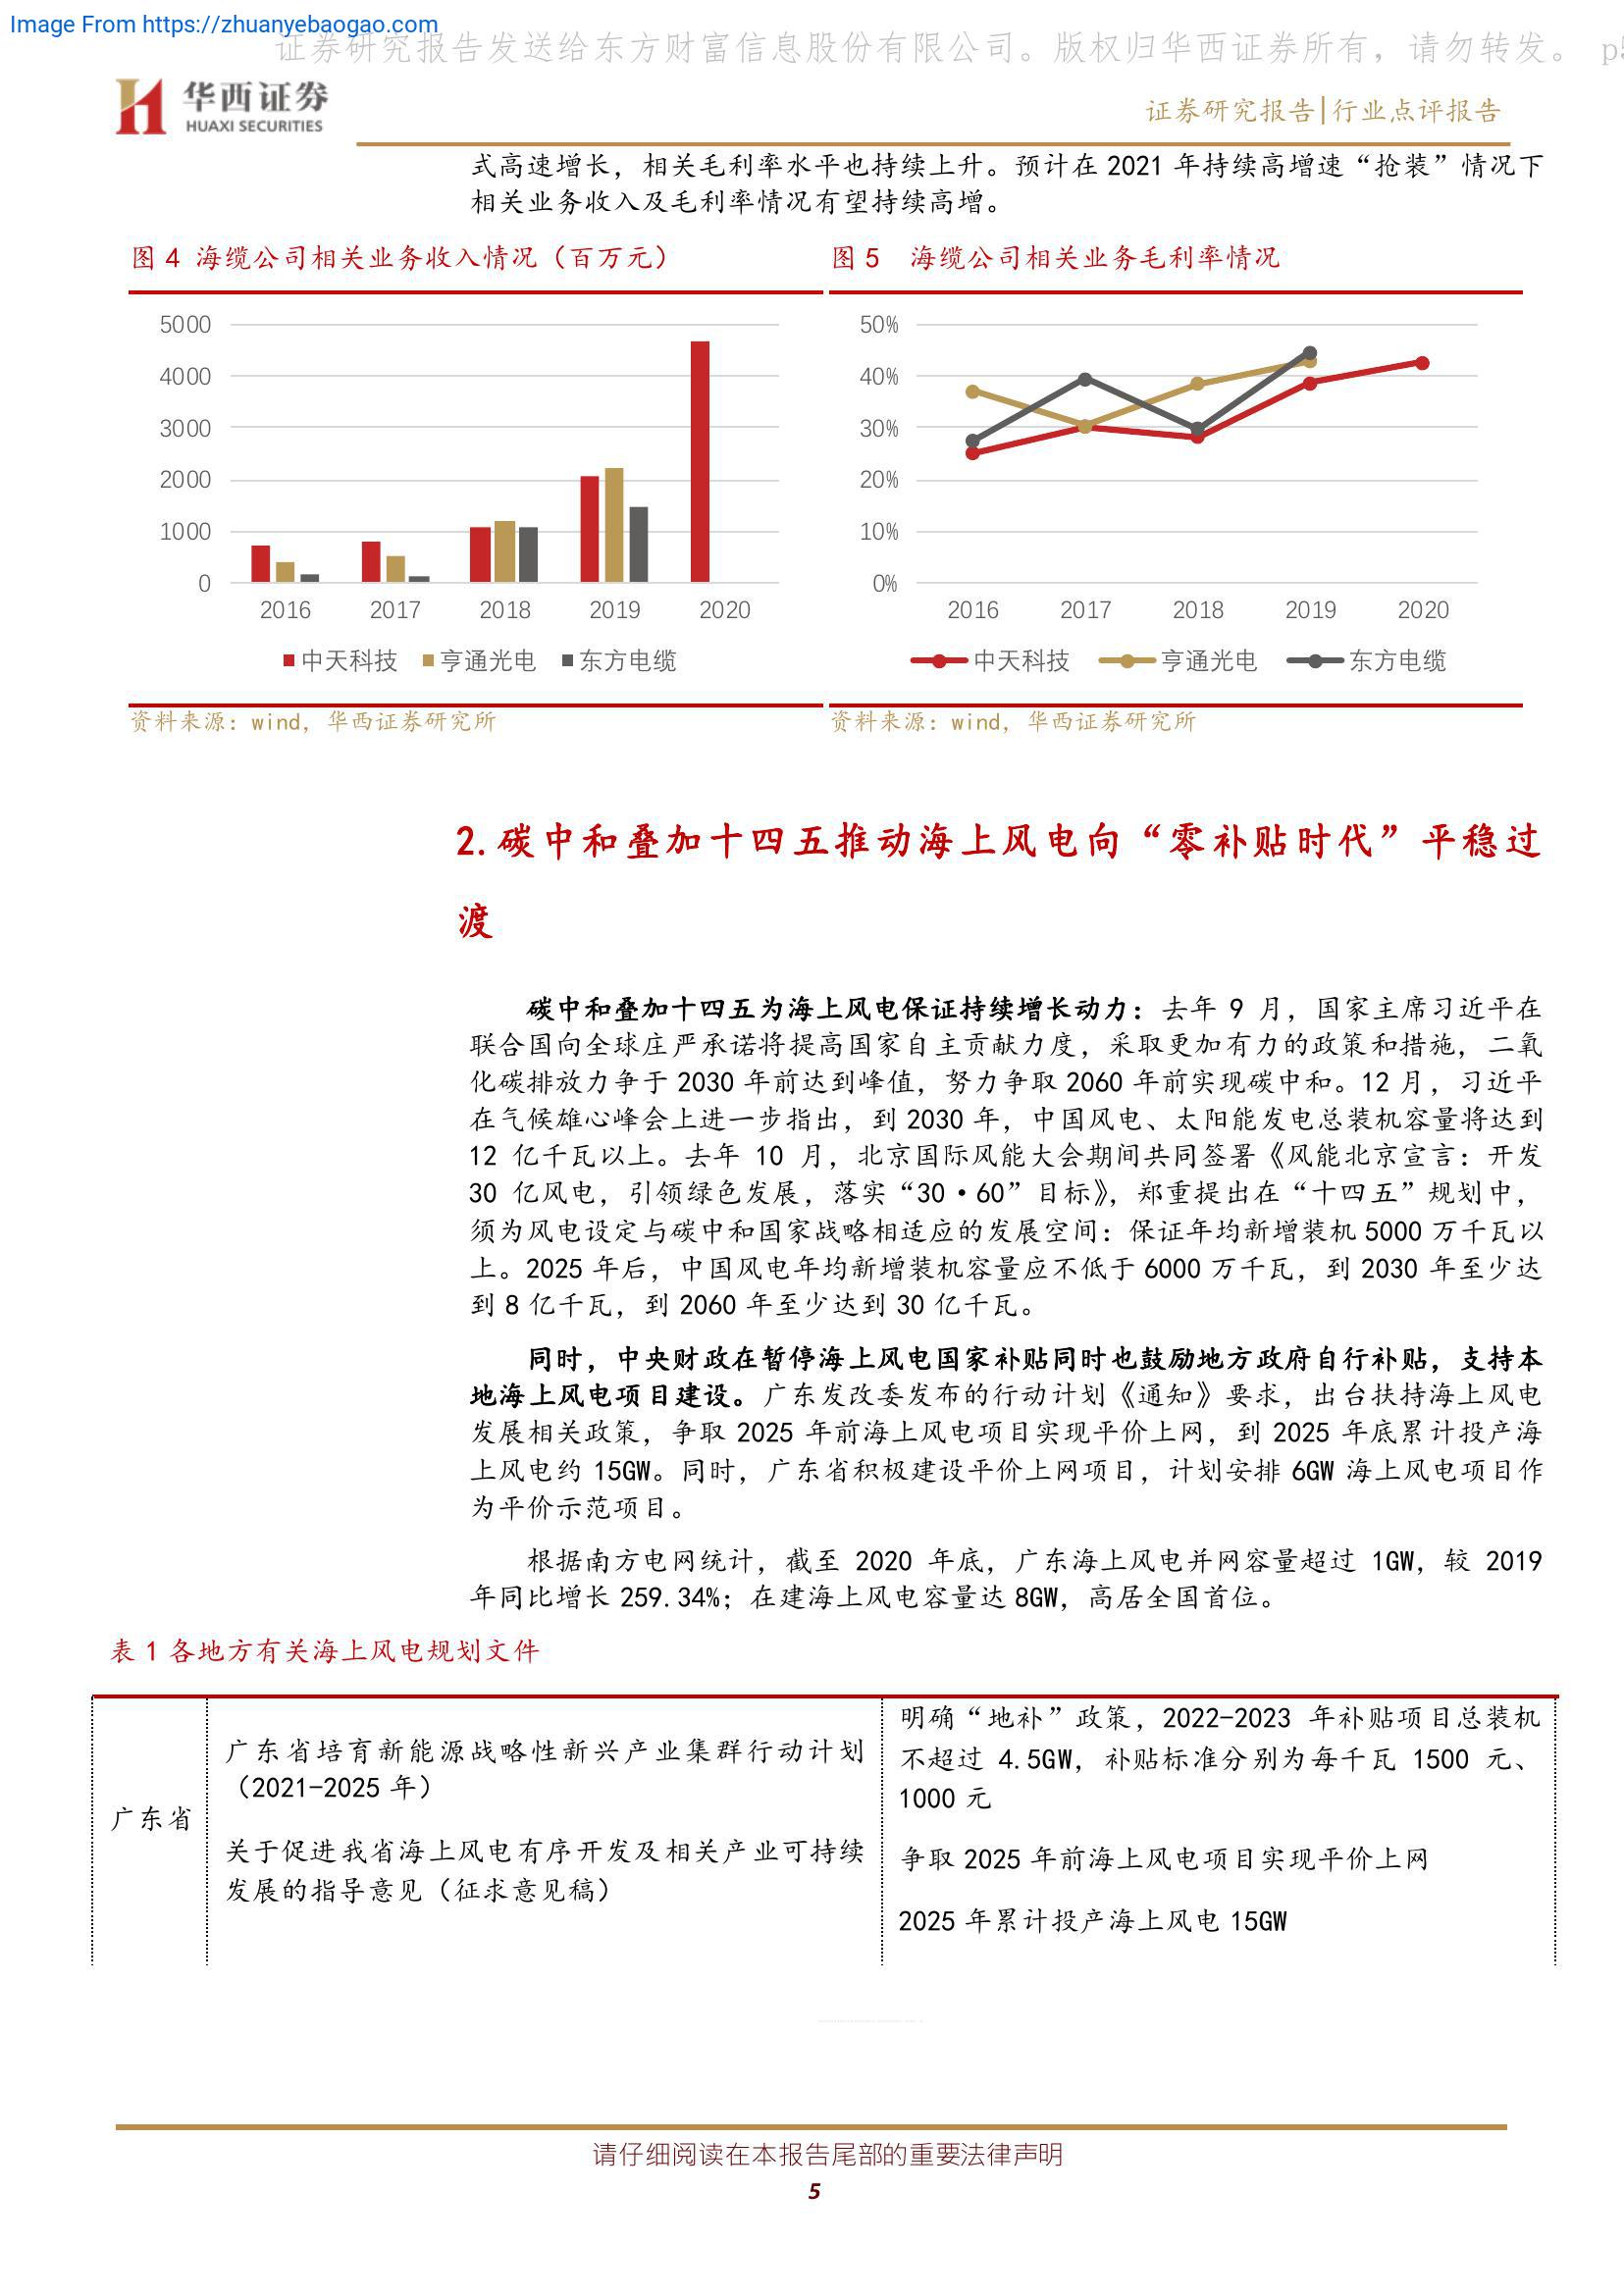 Image From https://zhuanyebaogao.com
证券研究报告发送给东方财富信息股份有限公司。版权归华西证券所有，请勿转发。 p5
华西证券
HUAXI SECURITIES
证券研究报告|行业点评报告
式高速增长，相关毛利率水平也持续上升。预计在 2021 年持续高增速“抢装”情况下
相关业务收入及毛利率情况有望持续高增。
图 4 海缆公司相关业务收入情况（百万元）
5000
4000
3000
2000
1000
0
2016 2017 2018 2019 2020
中天科技 亨通光电 东方电缆
资料来源：wind，华西证券研究所
图 5 海缆公司相关业务毛利率情况
50%
40%
30%
20%
10%
0%
2016 2017 2018 2019 2020
中天科技 亨通光电 东方电缆
资料来源：wind，华西证券研究所
2.碳中和叠加十四五推动海上风电向“零补贴时代”平稳过
渡
碳中和叠加十四五为海上风电保证持续增长动力：去年 9 月，国家主席习近平在
联合国向全球庄严承诺将提高国家自主贡献力度，采取更加有力的政策和措施，二氧
化碳排放力争于 2030 年前达到峰值，努力争取 2060 年前实现碳中和。12 月，习近平
在气候雄心峰会上进一步指出，到 2030 年，中国风电、太阳能发电总装机容量将达到
12 亿千瓦以上。去年 10 月，北京国际风能大会期间共同签署《风能北京宣言：开发
30 亿风电，引领绿色发展，落实“30·60”目标》，郑重提出在“十四五”规划中，
须为风电设定与碳中和国家战略相适应的发展空间：保证年均新增装机 5000 万千瓦以
上。2025 年后，中国风电年均新增装机容量应不低于 6000 万千瓦，到 2030 年至少达
到 8 亿千瓦，到 2060 年至少达到 30 亿千瓦。
同时，中央财政在暂停海上风电国家补贴同时也鼓励地方政府自行补贴，支持本
地海上风电项目建设。广东发改委发布的行动计划《通知》要求，出台扶持海上风电
发展相关政策，争取 2025 年前海上风电项目实现平价上网，到 2025 年底累计投产海
上风电约 15GW。同时，广东省积极建设平价上网项目，计划安排 6GW 海上风电项目作
为平价示范项目。
根据南方电网统计，截至 2020 年底，广东海上风电并网容量超过 1GW，较 2019
年同比增长 259.34%；在建海上风电容量达 8GW，高居全国首位。
表 1 各地方有关海上风电规划文件
广东省
广东省培育新能源战略性新兴产业集群行动计划
（2021-2025 年）
关于促进我省海上风电有序开发及相关产业可持续
发展的指导意见（征求意见稿）
明确“地补”政策，2022-2023 年补贴项目总装机
不超过 4.5GW，补贴标准分别为每千瓦 1500 元、
1000 元
争取 2025 年前海上风电项目实现平价上网
2025 年累计投产海上风电 15GW
请仔细阅读在本报告尾部的重要法律声明
5